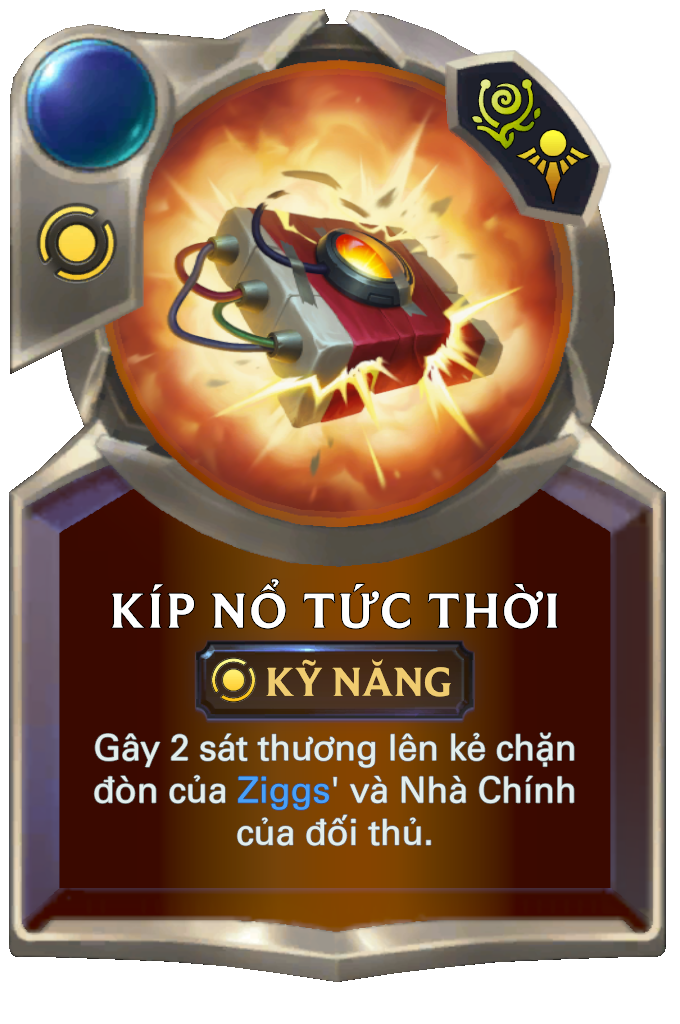 KÍP NỔ TỨC THỜI
KỸ NĂNG
Gây 2 sát thương lên kẻ chặn
đòn của Ziggs' và Nhà Chính
của đối thủ.